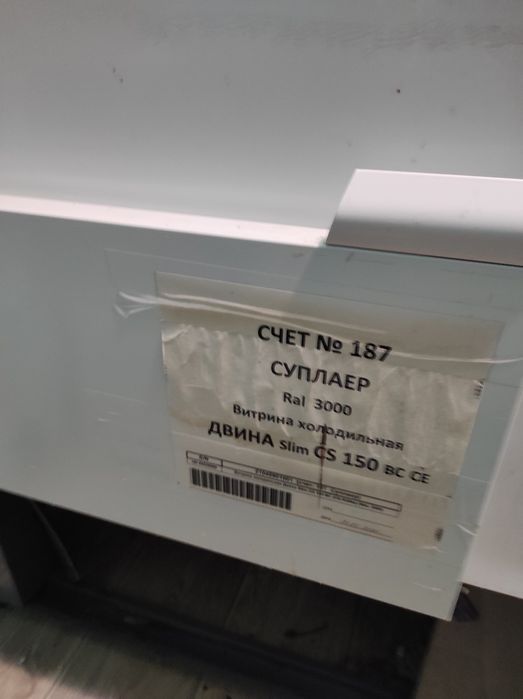 СЧЕТ № 187
СУПЛАЕР
Ral 3000
Витрина холодильная
ДВИНА Slim CS 150 ВС СЕ
S/N